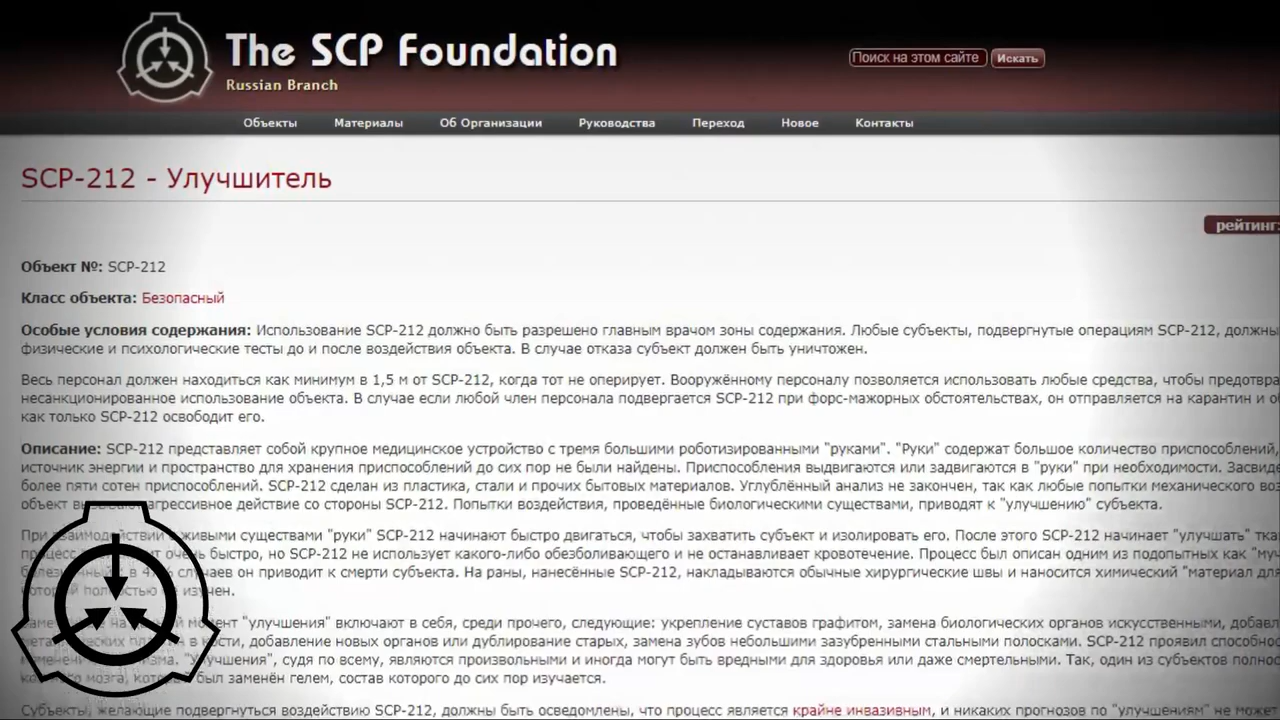 The SCP Foundation
Russian Branch
Поиск на этом сайте
Искать
Объекты Материалы Об Организации Руководства Переход Новое Контакты
SCP-212 - Улучшитель
рейтинг:
Объект №: SCP-212
Класс объекта: Безопасный
Особые условия содержания: Использование SCP-212 должно быть разрешено главным врачом зоны содержания. Любые субъекты, подвергнутые операциям SCP-212, должны
физические и психологические тесты до и после воздействия объекта. В случае отказа субъект должен быть уничтожен.
Весь персонал должен находиться как минимум в 1,5 м от SCP-212, когда тот не оперирует. Вооружённому персоналу позволяется использовать любые средства, чтобы предотвра
несанкционированное использование объекта. В случае если любой член персонала подвергается SCP-212 при форс-мажорных обстоятельствах, он отправляется на карантин и
как только SCP-212 освободит его.
Описание: SCP-212 представляет собой крупное медицинское устройство с тремя большими роботизированными "руками". "Руки" содержат большое количество приспособлений,
источник энергии и пространство для хранения приспособлений до сих пор не были найдены. Приспособления выдвигаются или задвигаются в "руки" при необходимости. Засвиде
более пяти сотен приспособлений. SCP-212 сделан из пластика, стали и прочих бытовых материалов. Углублённый анализ не закончен, так как любые попытки механического воз
объект агрессивное действие со стороны SCP-212. Попытки воздействия, проведённые биологическими существами, приводят к "улучшению" субъекта.
При взаимодействии с живыми существами "руки" SCP-212 начинают быстро двигаться, чтобы захватить субъект и изолировать его. После этого SCP-212 начинает "улучшать" тка
очень быстро, но SCP-212 не использует какого-либо обезболивающего и не останавливает кровотечение. Процесс был описан одним из подопытных как
в случаев он приводит к смерти субъекта. На раны, нанесённые SCP-212, накладываются обычные хирургические швы и наносится химический "материал для
полностью не изучен.
момент "улучшения" включают в себя, среди прочего, следующие: укрепление суставов графитом, замена биологических органов искусственными, добавл
кости, добавление новых органов или дублирование старых, замена зубов небольшими зазубренными стальными полосками. SCP-212 проявил способнос
"Улучшения", судя по всему, являются произвольными и иногда могут быть вредными для здоровья или даже смертельными. Так, один из субъектов полнос
мозга, который был заменён гелем, состав которого до сих пор изучается.
Субъекты, желающие подвергнуться воздействию SCP-212, должны быть осведомлены, что процесс является крайне инвазивным, и никаких прогнозов по "улучшениям" не может